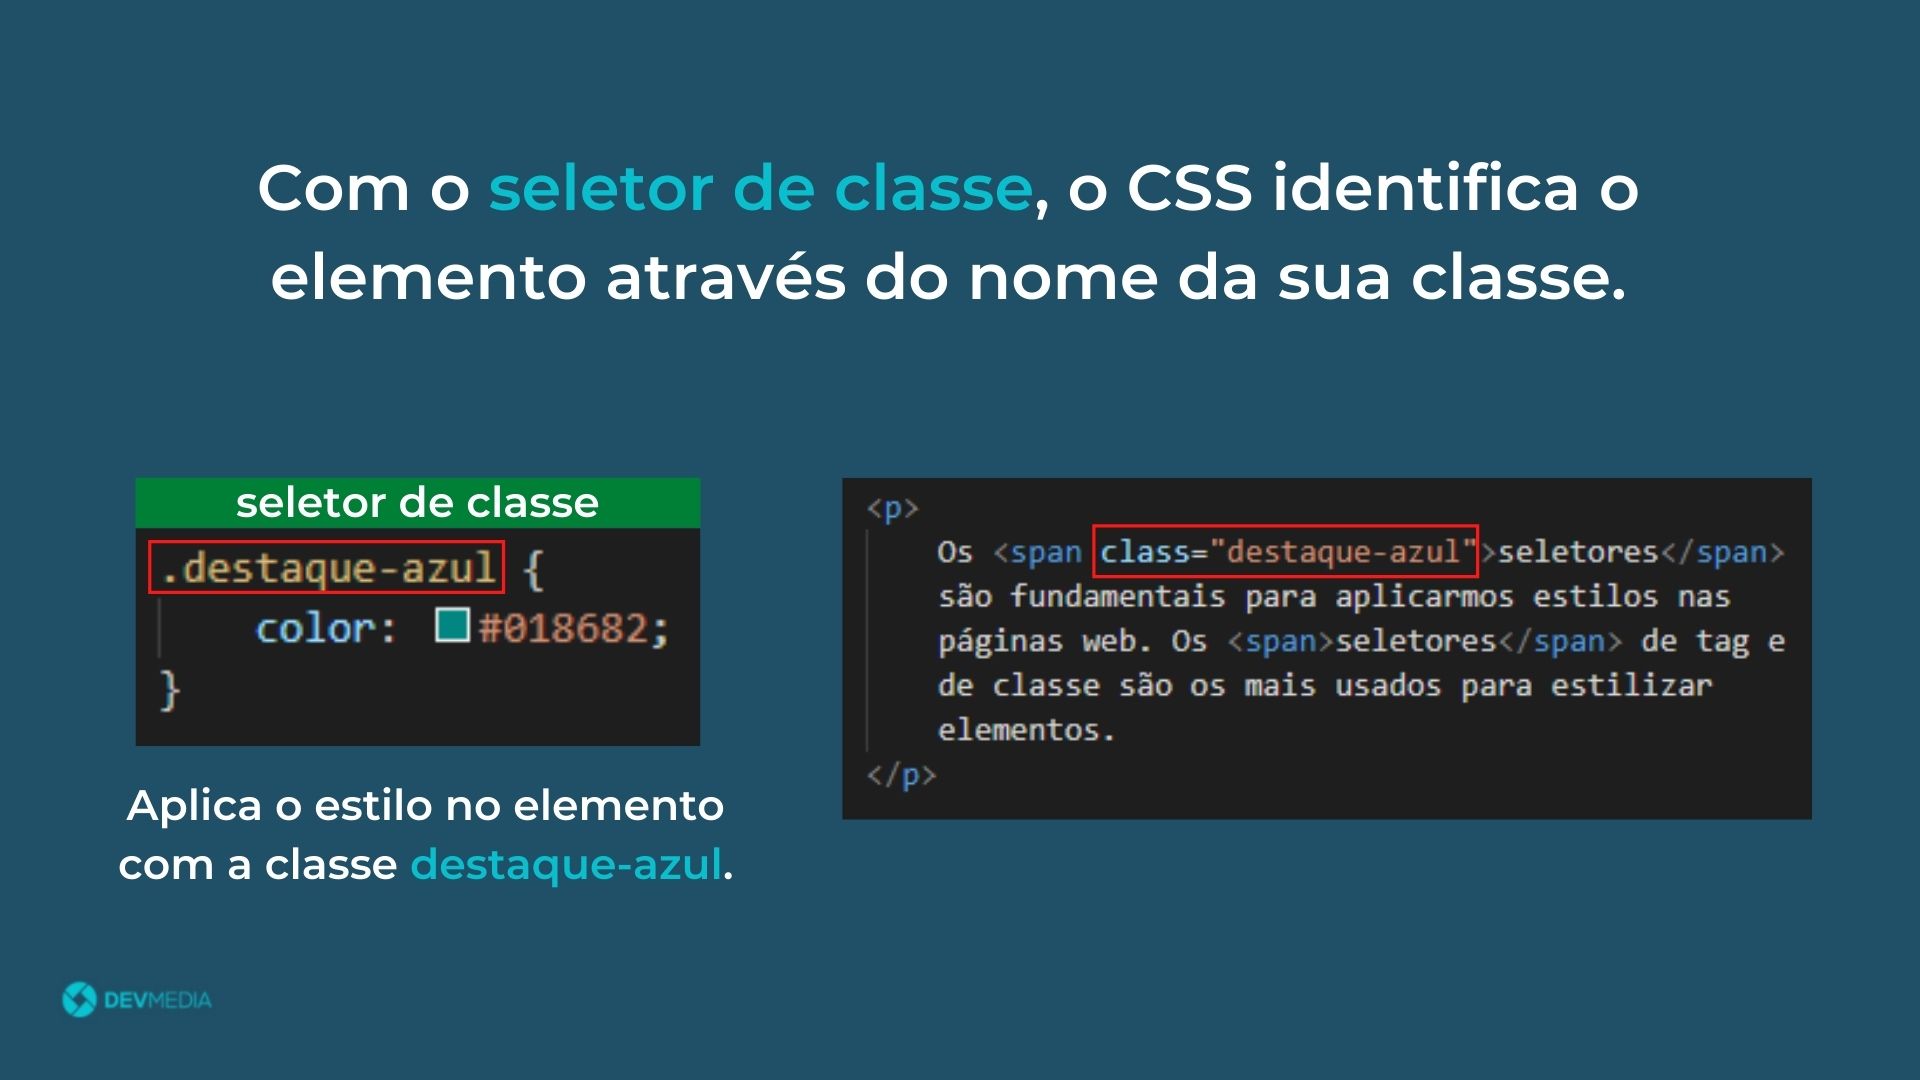 Com o seletor de classe, o CSS identifica o
elemento através do nome da sua classe.
seletor de classe
.destaque-azul {
color: #018682;
}
Aplica o estilo no elemento
com a classe destaque-azul.
<p>
Os <span class="destaque-azul">seletores</span>
são fundamentais para aplicarmos estilos nas
páginas web. Os <span>seletores</span> de tag e
de classe são os mais usados para estilizar
elementos.
</p>
DEVMEDIA